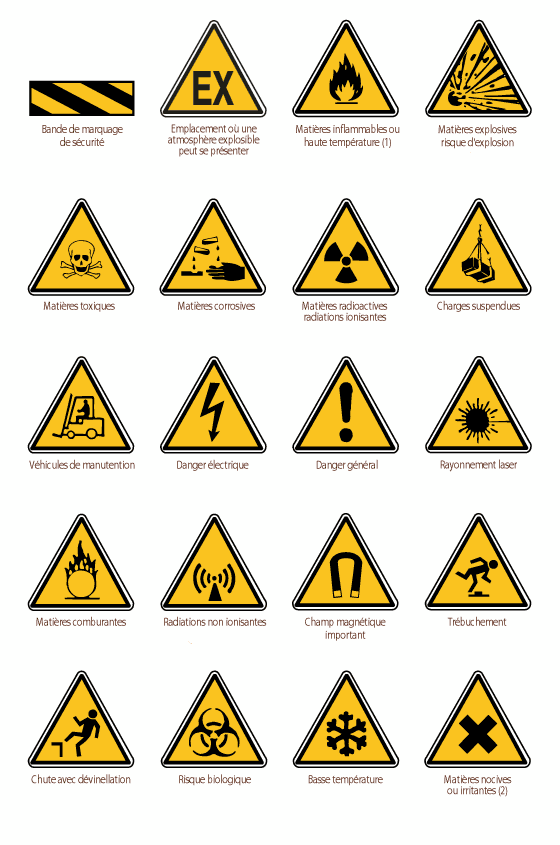 EX
Bande de marquage
de sécurité
Emplacement où une
atmosphère explosible
peut se présenter
Matières inflammables ou
haute température (1)
Matières explosives
risque d'explosion
Matières toxiques
Matières corrosives
Matières radioactives
radiations ionisantes
Charges suspendues
Véhicules de manutention
Danger électrique
Danger général
Rayonnement laser
Matières comburantes
Radiations non ionisantes
Champ magnétique
important
Trébuchement
Chute avec dévinellation
Risque biologique
Basse température
Matières nocives
ou irritantes (2)